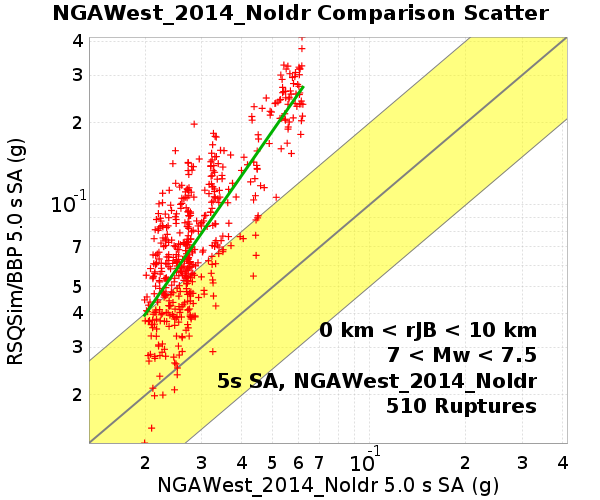 NGAWest_2014_NoIdr Comparison Scatter
RSQSim/BBP 5.0 s SA (g)
4
3
2
10-1
7
5
4
3
2
0 km < rJB < 10 km
7 < Mw < 7.5
5s SA, NGAWest_2014_NoIdr
510 Ruptures
2 3 4 5 6 7 10-1 2 3 4
NGAWest_2014_NoIdr 5.0 s SA (g)